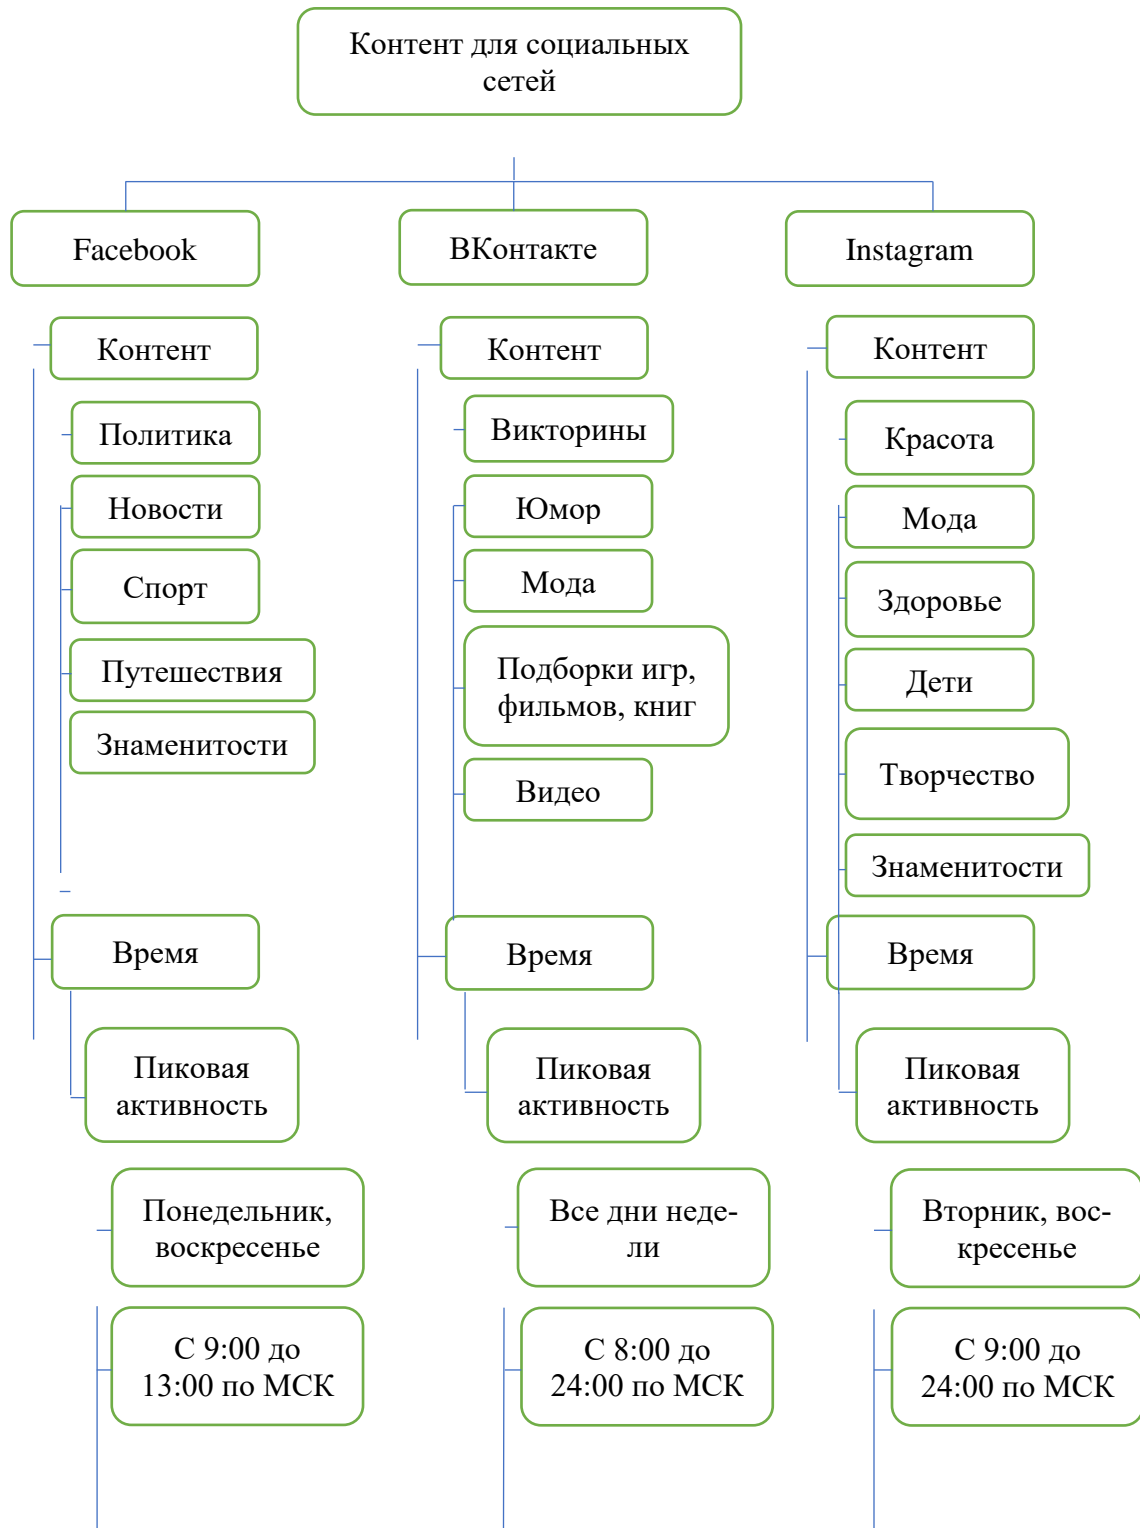 Контент для социальных
сетей
Facebook
Контент
Политика
Новости
Спорт
Путешествия
Знаменитости
Время
Пиковая
активность
Понедельник,
воскресенье
С 9:00 до
13:00 по МСК
ВКонтакте
Контент
Викторины
Юмор
Мода
Подборки игр,
фильмов, книг
Видео
Время
Пиковая
активность
Все дни неде-
ли
С 8:00 до
24:00 по МСК
Instagram
Контент
Красота
Мода
Здоровье
Дети
Творчество
Знаменитости
Время
Пиковая
активность
Вторник, вос-
кресенье
С 9:00 до
24:00 по МСК